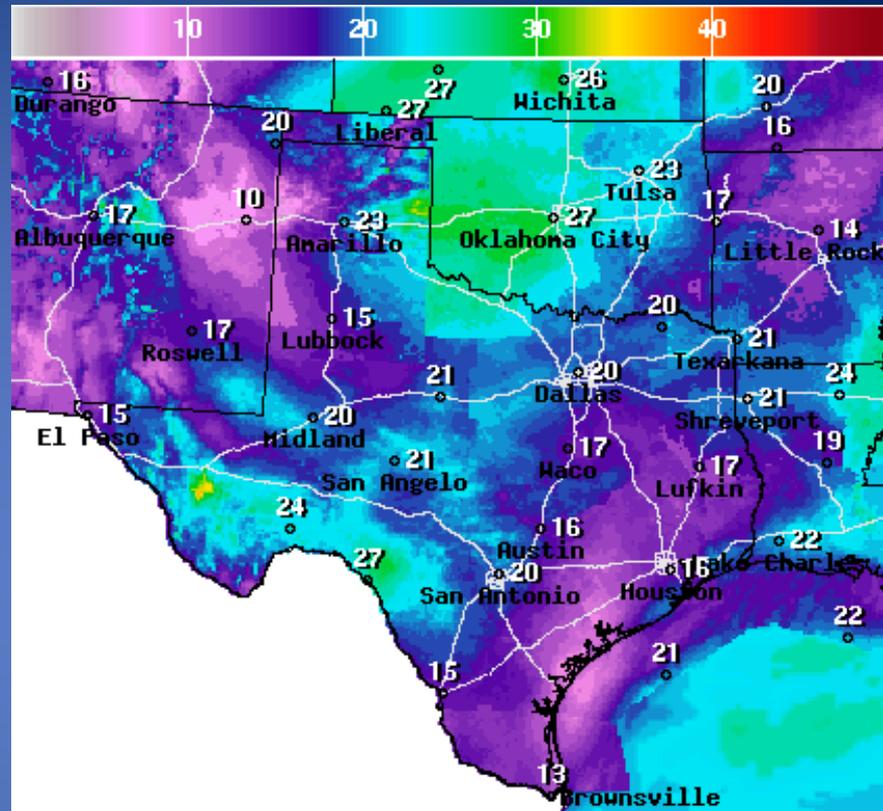 10 20 30 40
16 27 26 20
Durango Wichita
27
Liberal
20 16
23
Tulsa
17 10 23 27 17 14
Albuquerque Amarillo Oklahoma City Little Rock
17 15 20 21
Roswell Lubbock Texarkana
20
Dallas
21 21 24
Shreveport
15 20
El Paso Midland
17 17 19
Waco Lufkin
21
San Angelo
24 16 22
Austin Lake Charles
27 20 16
San Antonio Houston
22
21
15
13
Brownsville